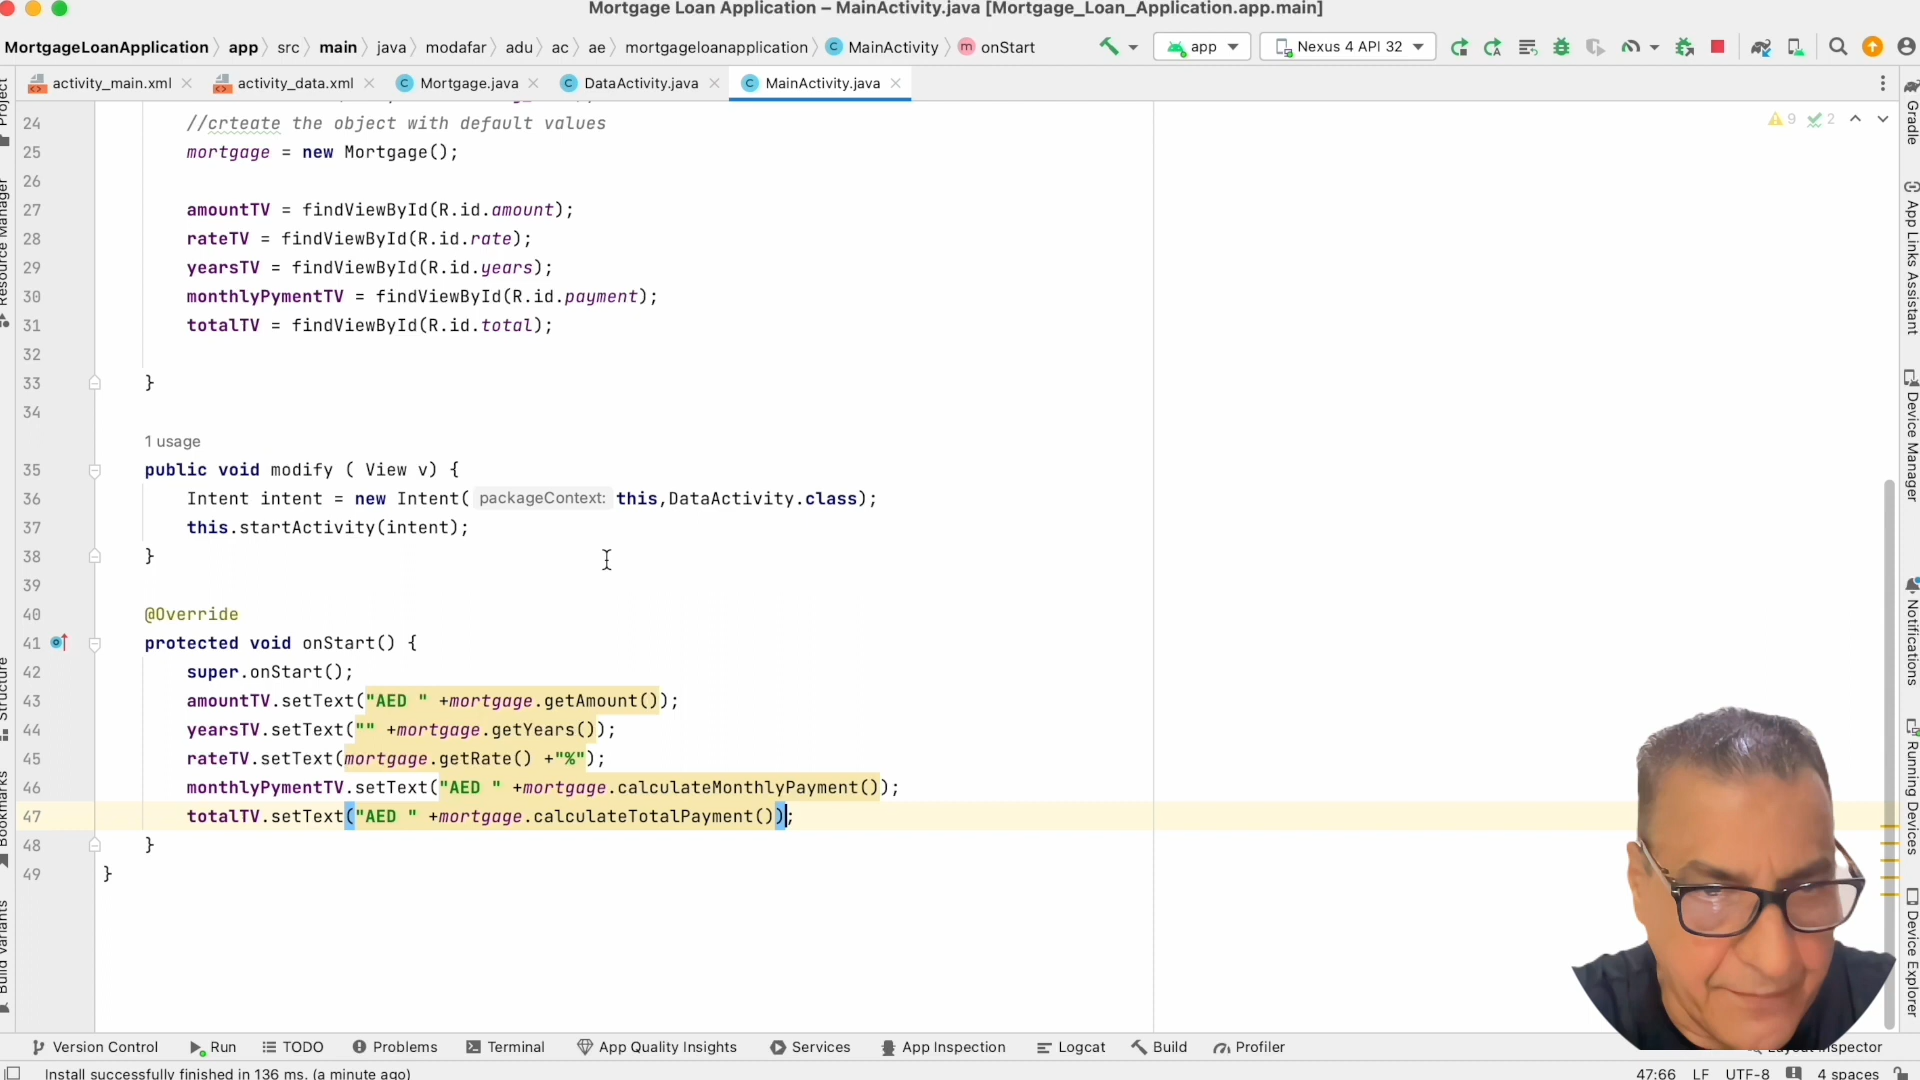 Mortgage Loan Application – MainActivity.java [Mortgage_Loan_Application.app.main]
MortgageLoanApplication app src main java modafar adu ac ae mortgageloanapplication MainActivity onStart app Nexus 4 API 32
activity_main.xml activity_data.xml Mortgage.java DataActivity.java MainActivity.java
9 2
24 //crteate the object with default values
25 mortgage = new Mortgage();
26
27 amountTV = findViewById(R.id.amount);
28 rateTV = findViewById(R.id.rate);
29 yearsTV = findViewById(R.id.years);
30 monthlyPymentTV = findViewById(R.id.payment);
31 totalTV = findViewById(R.id.total);
32
33 }
34
1 usage
35 public void modify ( View v) {
36 Intent intent = new Intent( packageContext: this,DataActivity.class);
37 this.startActivity(intent);
38 }
39
40 @Override
41 protected void onStart() {
42 super.onStart();
43 amountTV.setText("AED " +mortgage.getAmount());
44 yearsTV.setText("" +mortgage.getYears());
45 rateTV.setText(mortgage.getRate() +"%");
46 monthlyPymentTV.setText("AED " +mortgage.calculateMonthlyPayment());
47 totalTV.setText("AED " +mortgage.calculateTotalPayment());
48 }
49 }
Project
Resource Manager
Structure
Bookmarks
Build Variants
Gradle
App Links Assistant
Device Manager
Notifications
Running Devices
Device Explorer
Version Control Run TODO Problems Terminal App Quality Insights Services App Inspection Logcat Build Profiler Layout Inspector
Install successfully finished in 136 ms. (a minute ago) 47:66 LF UTF-8 4 spaces